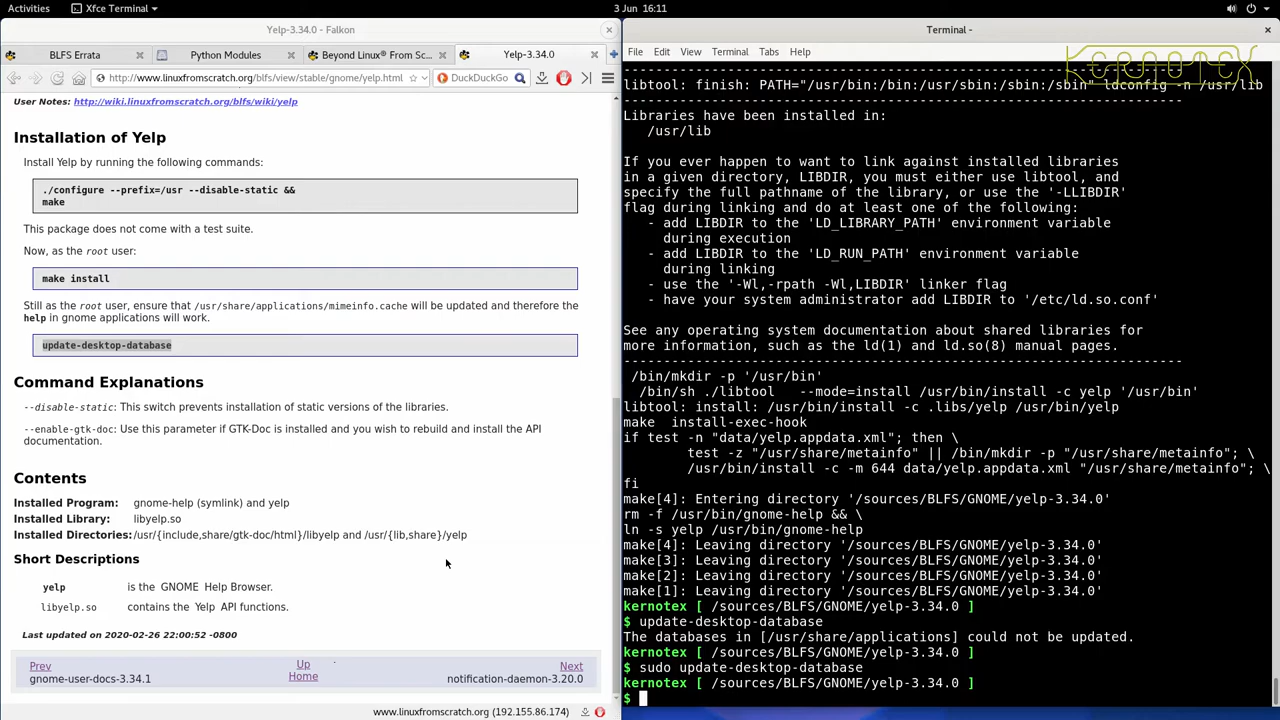 Activities
Xfce Terminal
3 Jun 16:11
Yelp-3.34.0 - Falkon
BLFS Errata
Python Modules
Beyond Linux® From Sc...
Yelp-3.34.0
http://www.linuxfromscratch.org/blfs/view/stable/gnome/yelp.html
DuckDuckGo
User Notes: http://wiki.linuxfromscratch.org/blfs/wiki/yelp
Installation of Yelp
Install Yelp by running the following commands:
./configure --prefix=/usr --disable-static &&
make
This package does not come with a test suite.
Now, as the root user:
make install
Still as the root user, ensure that /usr/share/applications/mimeinfo.cache will be updated and therefore the
help in gnome applications will work.
update-desktop-database
Command Explanations
--disable-static: This switch prevents installation of static versions of the libraries.
--enable-gtk-doc: Use this parameter if GTK-Doc is installed and you wish to rebuild and install the API
documentation.
Contents
Installed Program: gnome-help (symlink) and yelp
Installed Library: libyelp.so
Installed Directories: /usr/{include,share/gtk-doc/html}/libyelp and /usr/{lib,share}/yelp
Short Descriptions
yelp is the GNOME Help Browser.
libyelp.so contains the Yelp API functions.
Last updated on 2020-02-26 22:00:52 -0800
Prev
gnome-user-docs-3.34.1
Up
Home
Next
notification-daemon-3.20.0
www.linuxfromscratch.org (192.155.86.174)
Terminal -
File Edit View Terminal Tabs Help
KERNOTEX
libtool: finish: PATH="/usr/bin:/bin:/usr/sbin:/sbin:/sbin" ldconfig -n /usr/lib
----------------------------------------------------------------------
Libraries have been installed in:
/usr/lib
If you ever happen to want to link against installed libraries
in a given directory, LIBDIR, you must either use libtool, and
specify the full pathname of the library, or use the '-LLIBDIR'
flag during linking and do at least one of the following:
- add LIBDIR to the 'LD_LIBRARY_PATH' environment variable
during execution
- add LIBDIR to the 'LD_RUN_PATH' environment variable
during linking
- use the '-Wl,-rpath -Wl,LIBDIR' linker flag
- have your system administrator add LIBDIR to '/etc/ld.so.conf'
See any operating system documentation about shared libraries for
more information, such as the ld(1) and ld.so(8) manual pages.
----------------------------------------------------------------------
/bin/mkdir -p '/usr/bin'
/bin/sh ./libtool --mode=install /usr/bin/install -c yelp '/usr/bin'
libtool: install: /usr/bin/install -c .libs/yelp /usr/bin/yelp
make install-exec-hook
if test -n "data/yelp.appdata.xml"; then \
test -z "/usr/share/metainfo" || /bin/mkdir -p "/usr/share/metainfo"; \
/usr/bin/install -c -m 644 data/yelp.appdata.xml "/usr/share/metainfo"; \
fi
make[4]: Entering directory '/sources/BLFS/GNOME/yelp-3.34.0'
rm -f /usr/bin/gnome-help && \
ln -s yelp /usr/bin/gnome-help
make[4]: Leaving directory '/sources/BLFS/GNOME/yelp-3.34.0'
make[3]: Leaving directory '/sources/BLFS/GNOME/yelp-3.34.0'
make[2]: Leaving directory '/sources/BLFS/GNOME/yelp-3.34.0'
make[1]: Leaving directory '/sources/BLFS/GNOME/yelp-3.34.0'
kernotex [ /sources/BLFS/GNOME/yelp-3.34.0 ]
$ update-desktop-database
The databases in [/usr/share/applications] could not be updated.
kernotex [ /sources/BLFS/GNOME/yelp-3.34.0 ]
$ sudo update-desktop-database
kernotex [ /sources/BLFS/GNOME/yelp-3.34.0 ]
$